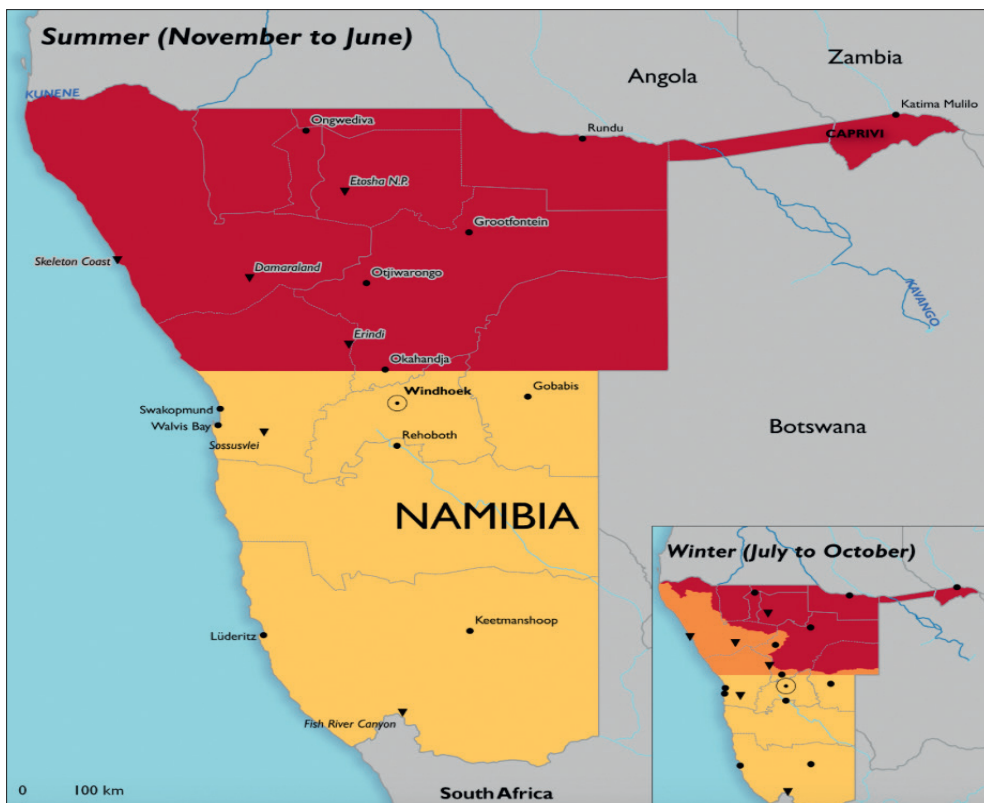 Summer (November to June)
Zambia
Angola
KUNENE
Katima Mulilo
Ongwediva
Rundu
CAPRIVI
Etosha N.P.
Grootfontein
Skeleton Coast
Damaraland
Otjiwarongo
KAVANGO
Erindi
Okahandja
Windhoek
Gobabis
Swakopmund
Walvis Bay
Botswana
Sossusvlei
Rehoboth
NAMIBIA
Winter (July to October)
Lüderitz
Keetmanshoop
Fish River Canyon
0 100 km
South Africa